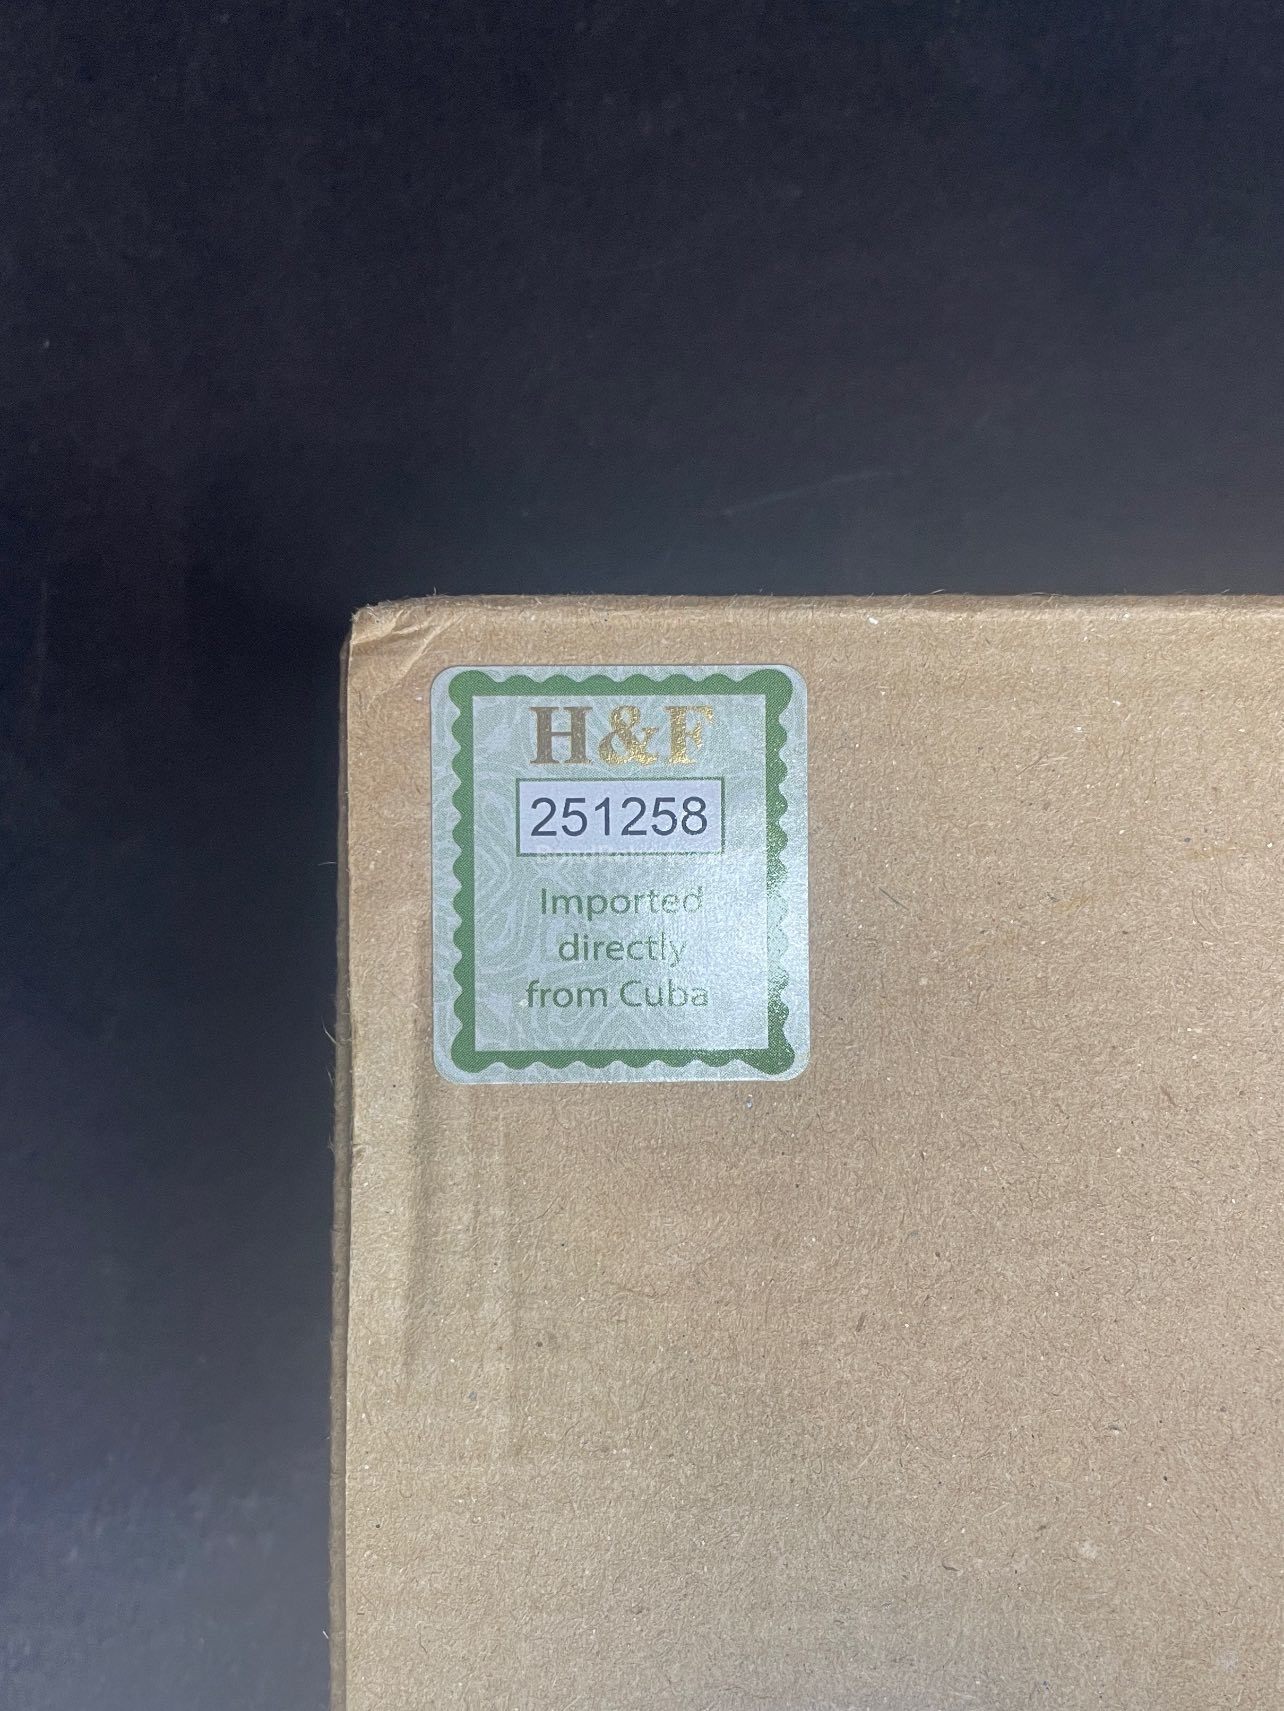 H&F
251258
Imported
directly
from Cuba